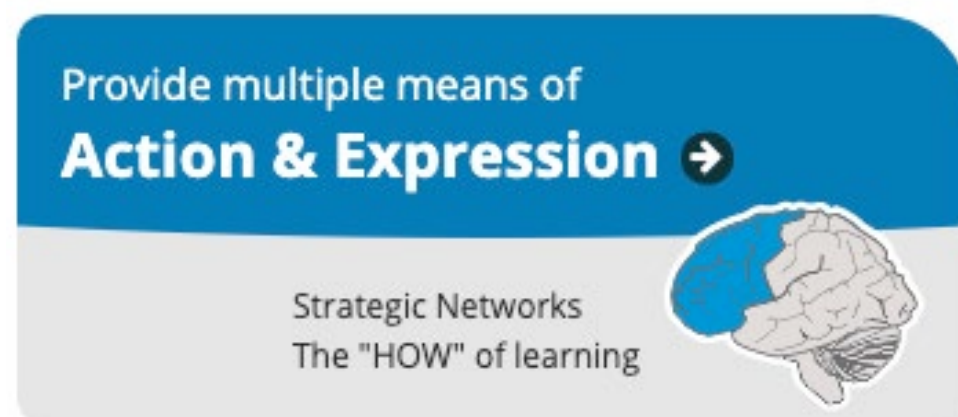 Provide multiple means of
Action & Expression
Strategic Networks
The "HOW" of learning